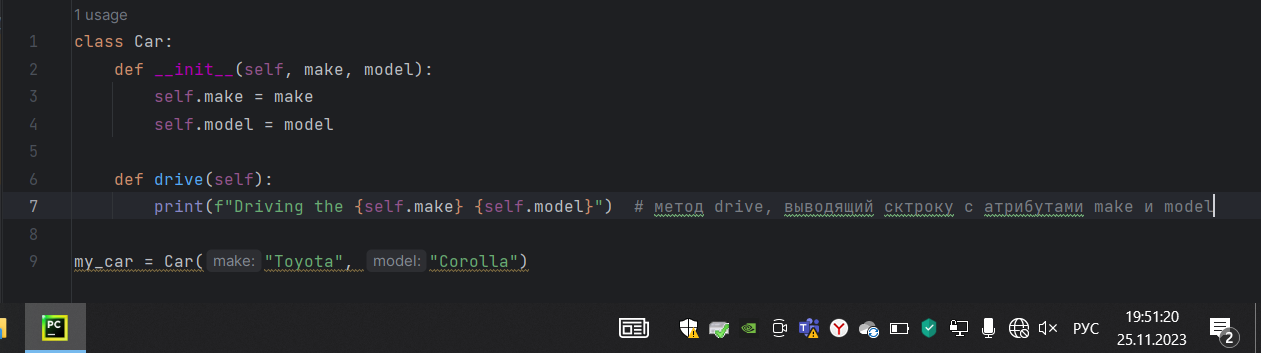 1 usage
1 class Car:
2 def __init__(self, make, model):
3 self.make = make
4 self.model = model
5
6 def drive(self):
7 print(f"Driving the {self.make} {self.model}") # метод drive, выводящий сктроку с атрибутами make и model
8
9 my_car = Car( make: "Toyota", model: "Corolla")
PC РУС 19:51:20
25.11.2023 2